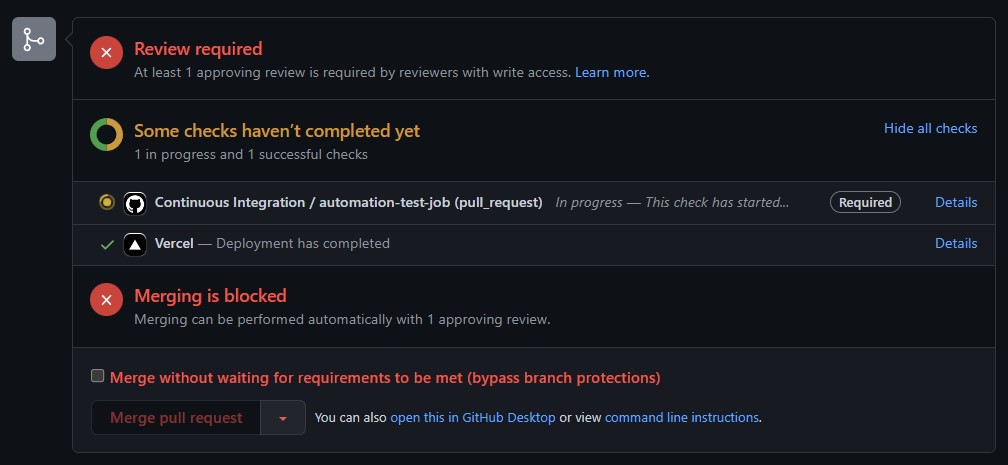 Review required
At least 1 approving review is required by reviewers with write access. Learn more.
Some checks haven’t completed yet
Hide all checks
1 in progress and 1 successful checks
Continuous Integration / automation-test-job (pull_request) In progress — This check has started... Required Details
Vercel — Deployment has completed Details
Merging is blocked
Merging can be performed automatically with 1 approving review.
Merge without waiting for requirements to be met (bypass branch protections)
Merge pull request You can also open this in GitHub Desktop or view command line instructions.